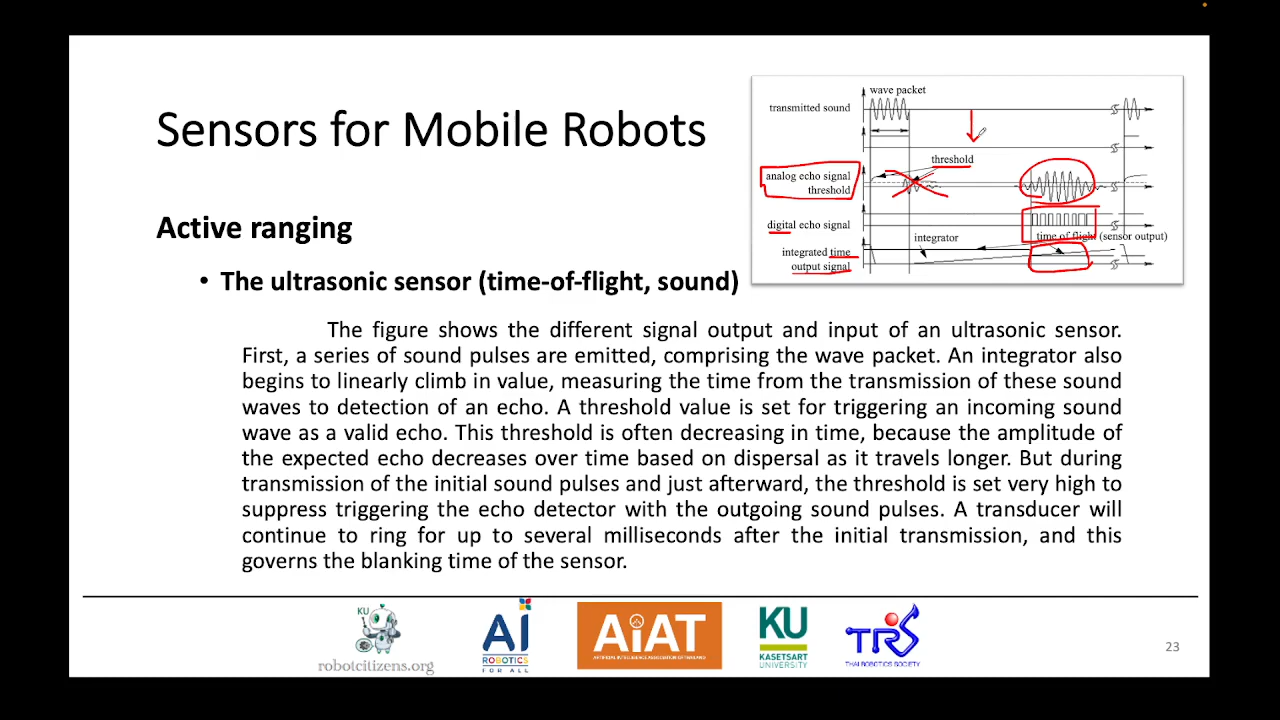 Sensors for Mobile Robots
wave packet
transmitted sound
threshold
analog echo signal
threshold
digital echo signal
integrator
time of flight (sensor output)
integrated time
output signal
Active ranging
• The ultrasonic sensor (time-of-flight, sound)
The figure shows the different signal output and input of an ultrasonic sensor.
First, a series of sound pulses are emitted, comprising the wave packet. An integrator also
begins to linearly climb in value, measuring the time from the transmission of these sound
waves to detection of an echo. A threshold value is set for triggering an incoming sound
wave as a valid echo. This threshold is often decreasing in time, because the amplitude of
the expected echo decreases over time based on dispersal as it travels longer. But during
transmission of the initial sound pulses and just afterward, the threshold is set very high to
suppress triggering the echo detector with the outgoing sound pulses. A transducer will
continue to ring for up to several milliseconds after the initial transmission, and this
governs the blanking time of the sensor.
KU
robotcitizens.org
AI
ROBOTICS
FOR ALL
AiAT
ARTIFICIAL INTELLIGENCE ASSOCIATION OF THAILAND
KU
KASETSART
UNIVERSITY
TRS
THAI ROBOTICS SOCIETY
23